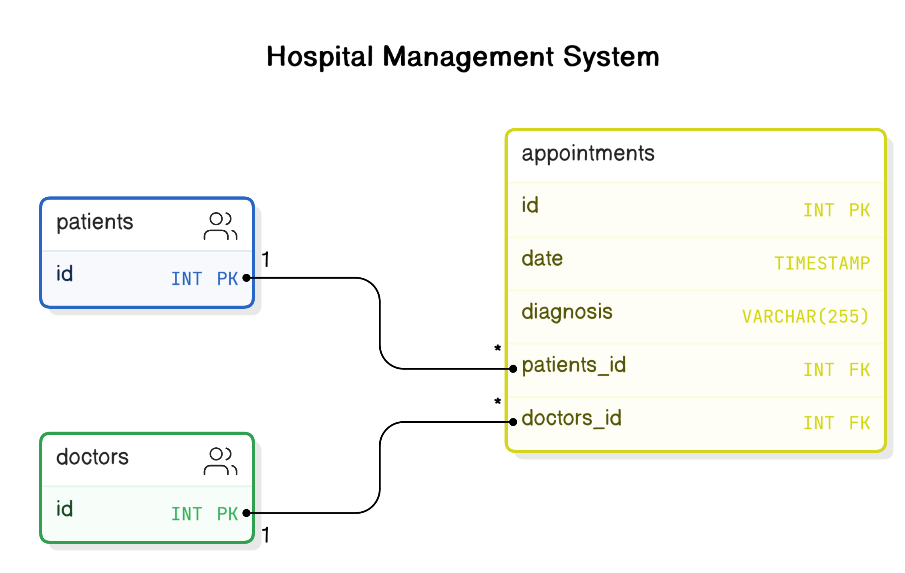 Hospital Management System
patients
id INT PK
1
doctors
id INT PK
1
appointments
id INT PK
date TIMESTAMP
diagnosis VARCHAR(255)
*
patients_id INT FK
*
doctors_id INT FK